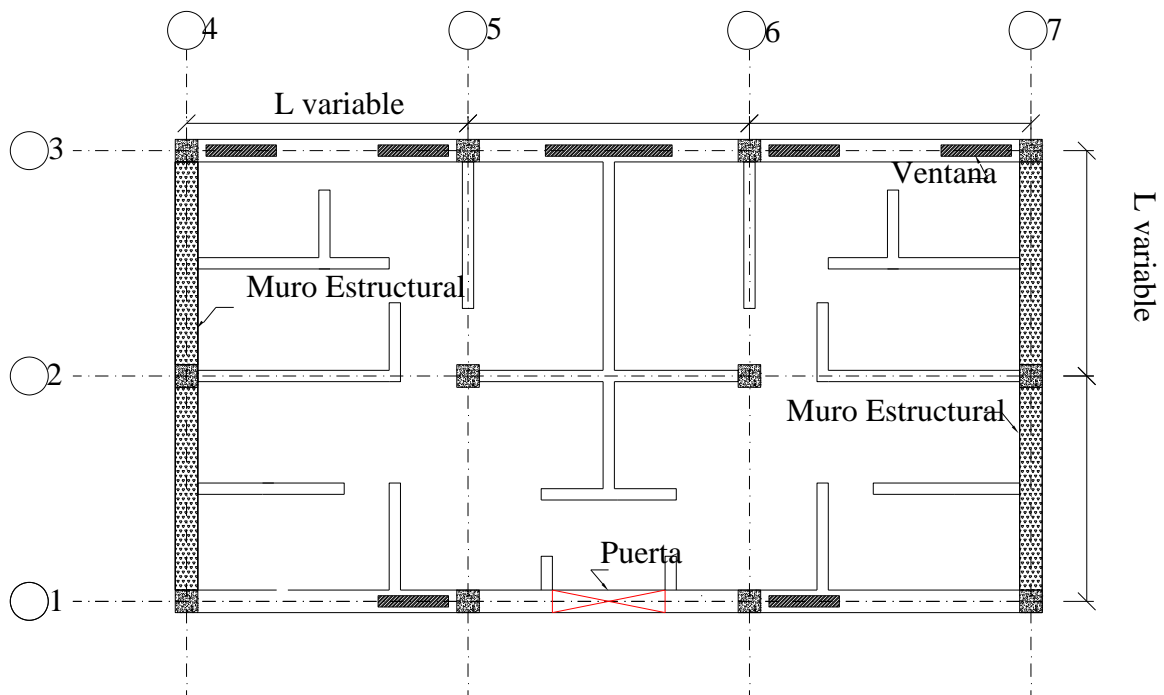 4
5
6
7
L variable
3
Ventana
L variable
Muro Estructural
2
Muro Estructural
Puerta
1